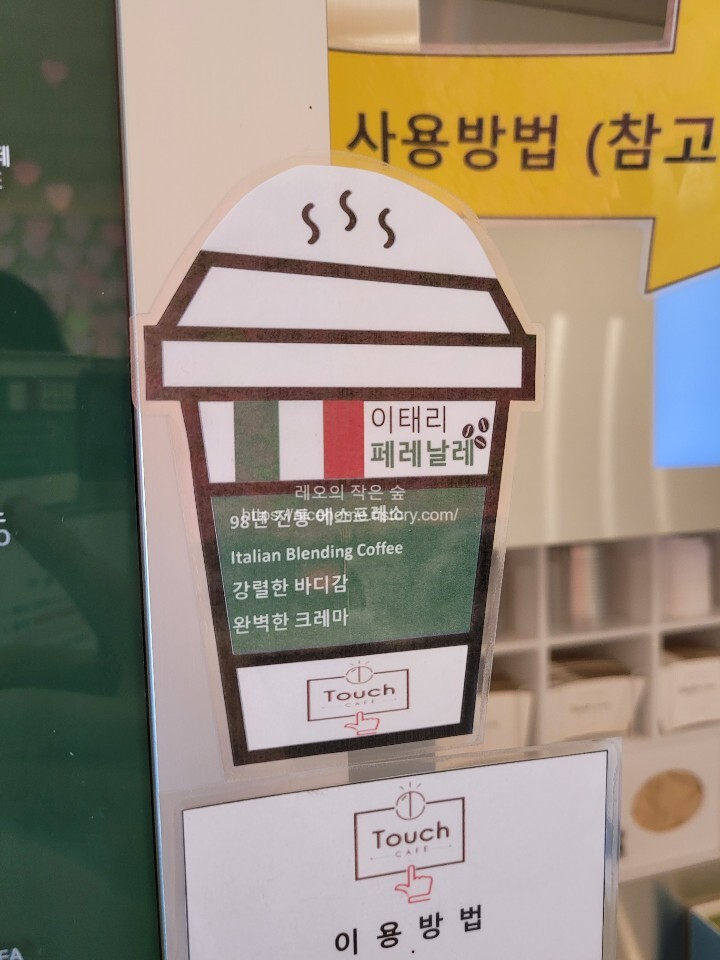 사용방법 (참고
이태리
페레날레
레오의 작은 숲
98년 전통 에스프레소
Italian Blending Coffee
강렬한 바디감
완벽한 크레마
Touch
CAFE
Touch
CAFE
이용방법